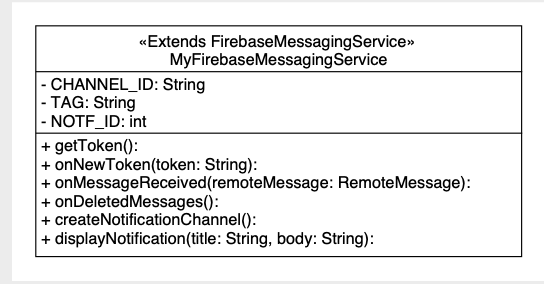 «Extends FirebaseMessagingService»
MyFirebaseMessagingService
- CHANNEL_ID: String
- TAG: String
- NOTF_ID: int
+ getToken():
+ onNewToken(token: String):
+ onMessageReceived(remoteMessage: RemoteMessage):
+ onDeletedMessages():
+ createNotificationChannel():
+ displayNotification(title: String, body: String):